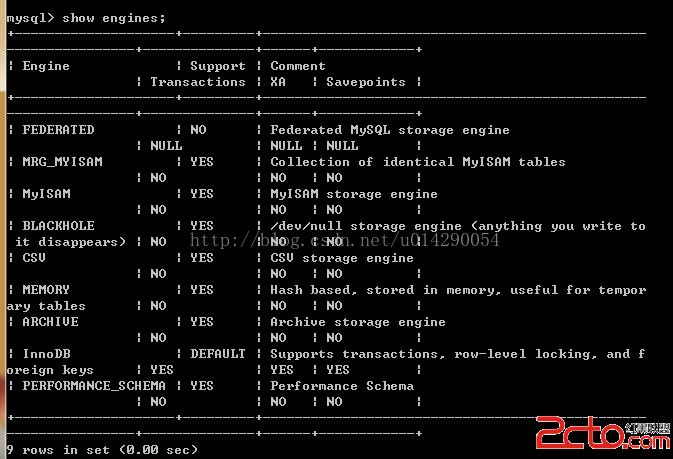 mysql> show engines;
+--------------------+---------+------------------------------------------------
----------------+--------------+------+------------+
| Engine             | Support | Comment
                | Transactions | XA   | Savepoints |
+--------------------+---------+------------------------------------------------
----------------+--------------+------+------------+
| FEDERATED          | NO      | Federated MySQL storage engine
                | NULL         | NULL | NULL       |
| MRG_MYISAM         | YES     | Collection of identical MyISAM tables
                | NO           | NO   | NO         |
| MyISAM             | YES     | MyISAM storage engine
                | NO           | NO   | NO         |
| BLACKHOLE          | YES     | /dev/null storage engine (anything you write to
 it disappears) | NO           | NO   | NO         |
http://blog.csdn.net/u014290054
| CSV                | YES     | CSV storage engine
                | NO           | NO   | NO         |
| MEMORY             | YES     | Hash based, stored in memory, useful for tempor
ary tables      | NO           | NO   | NO         |
| ARCHIVE            | YES     | Archive storage engine
                | NO           | NO   | NO         |
| InnoDB             | DEFAULT | Supports transactions, row-level locking, and f
oreign keys     | YES          | YES  | YES        |
| PERFORMANCE_SCHEMA | YES     | Performance Schema
                | NO           | NO   | NO         |
+--------------------+---------+------------------------------------------------
----------------+--------------+------+------------+
9 rows in set (0.00 sec)
2cto.com
红黑联盟